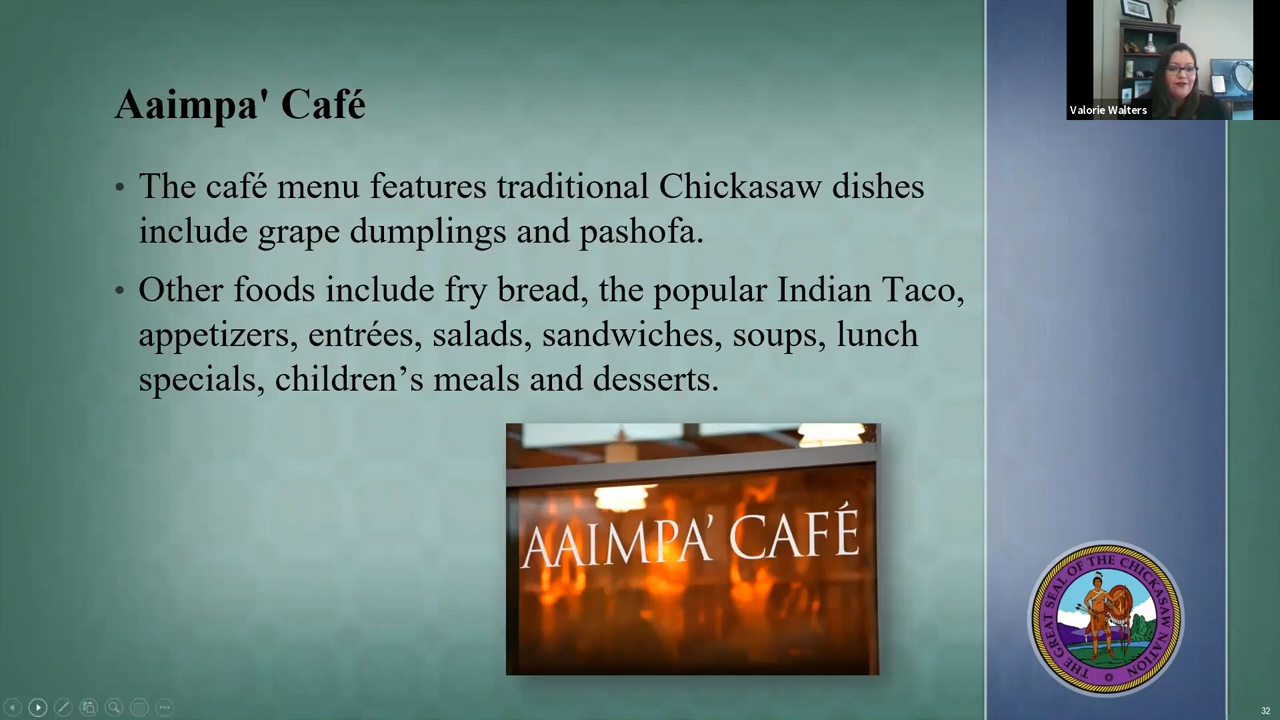 Valorie Walters
Aaimpa' Café
• The café menu features traditional Chickasaw dishes
include grape dumplings and pashofa.
• Other foods include fry bread, the popular Indian Taco,
appetizers, entrées, salads, sandwiches, soups, lunch
specials, children’s meals and desserts.
AAIMPA’ CAFÉ
THE GREAT SEAL OF THE CHICKASAW NATION
32